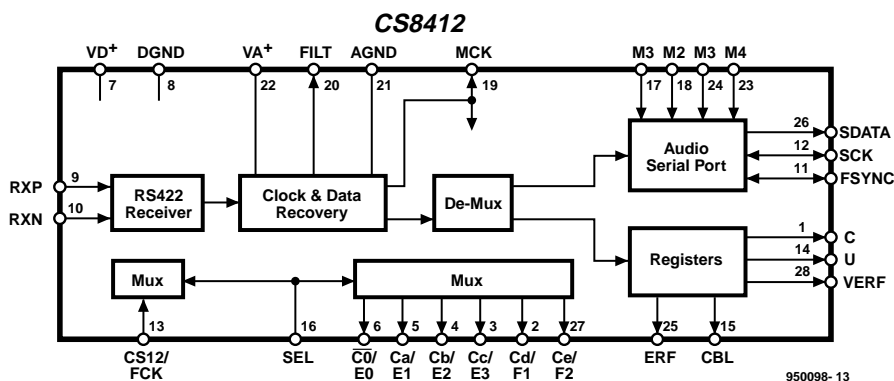 CS8412
VD+ DGND VA+ FILT AGND MCK M3 M2 M3 M4
7 8 22 20 21 19 17 18 24 23
26 SDATA
12 SCK
11 FSYNC
Audio
Serial Port
RXP 9
RXN 10
RS422
Receiver
Clock & Data
Recovery
De-Mux
Registers
1 C
14 U
28 VERF
Mux
Mux
13 16 6 5 4 3 2 27 25 15
CS12/
FCK
SEL
C̅0̅/
E0
Ca/
E1
Cb/
E2
Cc/
E3
Cd/
F1
Ce/
F2
ERF
CBL
950098- 13